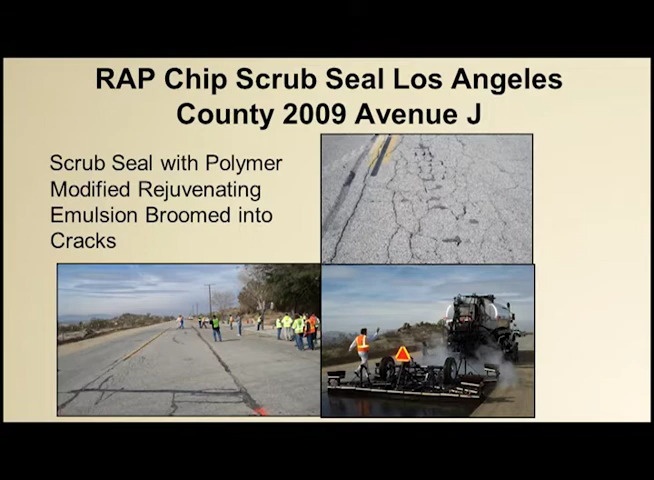 RAP Chip Scrub Seal Los Angeles
County 2009 Avenue J
Scrub Seal with Polymer
Modified Rejuvenating
Emulsion Broomed into
Cracks